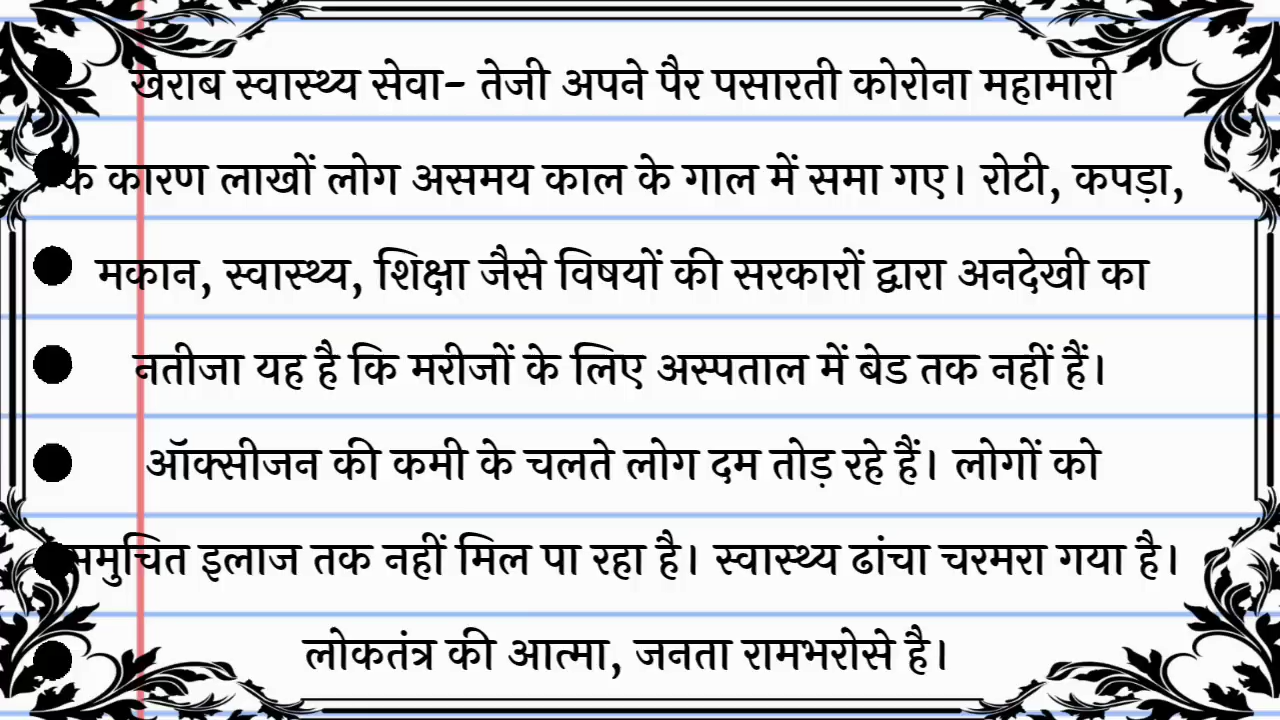 खराब स्वास्थ्य सेवा- तेजी अपने पैर पसारती कोरोना महामारी
के कारण लाखों लोग असमय काल के गाल में समा गए। रोटी, कपड़ा,
मकान, स्वास्थ्य, शिक्षा जैसे विषयों की सरकारों द्वारा अनदेखी का
नतीजा यह है कि मरीजों के लिए अस्पताल में बेड तक नहीं हैं।
ऑक्सीजन की कमी के चलते लोग दम तोड़ रहे हैं। लोगों को
समुचित इलाज तक नहीं मिल पा रहा है। स्वास्थ्य ढांचा चरमरा गया है।
लोकतंत्र की आत्मा, जनता रामभरोसे है।